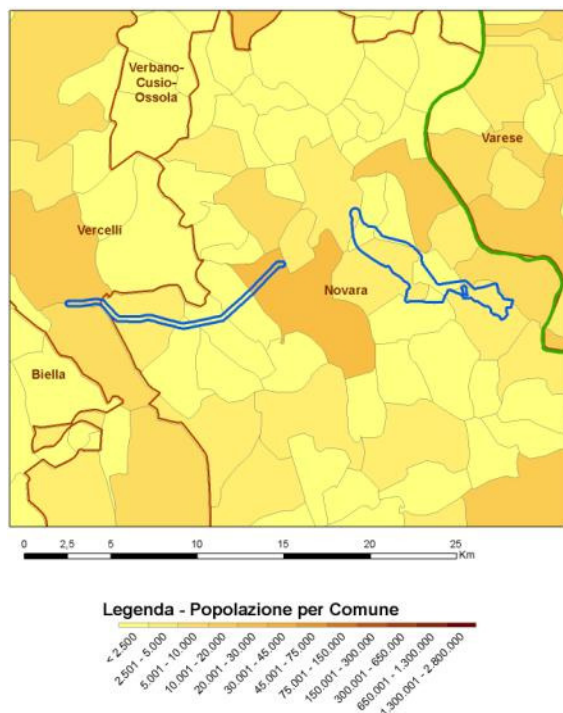 Verbano-
Cusio-
Ossola
Varese
Vercelli
Novara
Biella
0 2,5 5 10 15 20 25
Km
Legenda - Popolazione per Comune
< 2.500
2.501 - 5.000
5.001 - 10.000
10.001 - 20.000
20.001 - 30.000
30.001 - 45.000
45.001 - 75.000
75.001 - 150.000
150.001 - 300.000
300.001 - 650.000
650.001 - 1.300.000
1.300.001 - 2.800.000